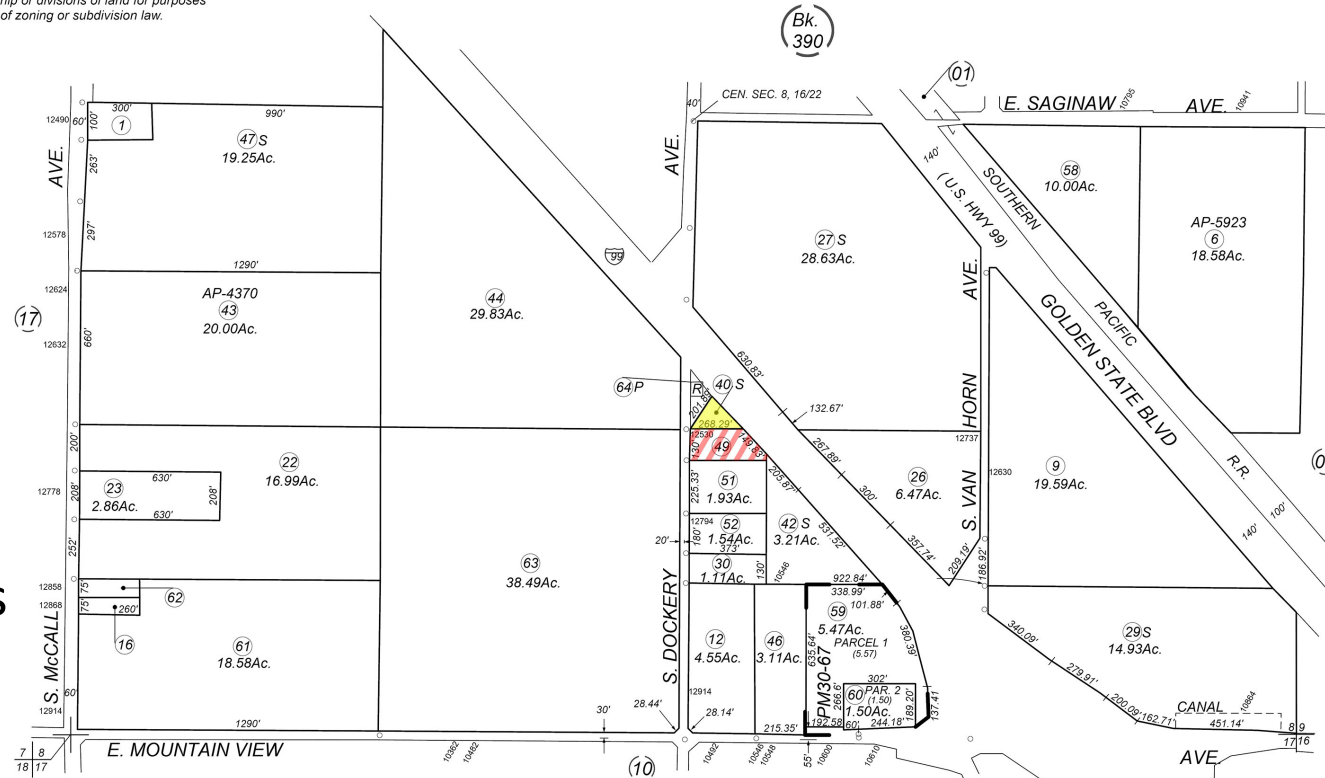 hip or divisions of land for purposes
of zoning or subdivision law.
Bk.
390
(01)
CEN. SEC. 8, 16/22
E. SAGINAW AVE.
10795
10941
40'
300'
990'
12490
60'
100'
1
47 S
19.25Ac.
263'
AVE.
AVE.
297'
12578
1290'
12624
AP-4370
43
20.00Ac.
(17)
12632
660'
44
29.83Ac.
99
27 S
28.63Ac.
140'
(U.S. HWY 99)
SOUTHERN
PACIFIC
R.R.
100'
58
10.00Ac.
AP-5923
6
18.58Ac.
AVE.
GOLDEN STATE BLVD
140'
630.83'
132.67'
64 P
40 S
R
201.83'
268.29'
12530
130'
49
149.83'
205.87'
267.89'
300'
12737
S. VAN HORN
12630
9
19.59Ac.
26
6.47Ac.
357.74'
209.19'
186.92'
200'
22
16.99Ac.
630'
23
2.86Ac.
208'
208'
12778
630'
252'
225.33'
51
1.93Ac.
12794
52
1.54Ac.
180'
373'
20'
42 S
3.21Ac.
531.52'
30
1.11Ac.
130'
10546
63
38.49Ac.
12858
75'
62
12868
75'
260'
16
61
18.58Ac.
S. McCALL
60'
12914
1290'
S. DOCKERY
12
4.55Ac.
46
3.11Ac.
12914
922.84'
338.99'
101.88'
59
5.47Ac.
PARCEL 1
(5.57)
635.64'
380.39'
PM30-67
302'
60
PAR. 2
(1.50)
1.50Ac.
266.6'
189.20'
137.41'
192.58'
60'
244.18'
340.09'
279.91'
200.09'
162.71'
29 S
14.93Ac.
CANAL
10864
451.14'
28.44'
28.14'
30'
215.35'
55'
7 8
18 17
8 9
17 16
E. MOUNTAIN VIEW AVE.
10362
10482
(10)
10492
10546
10548
10600
10610
S